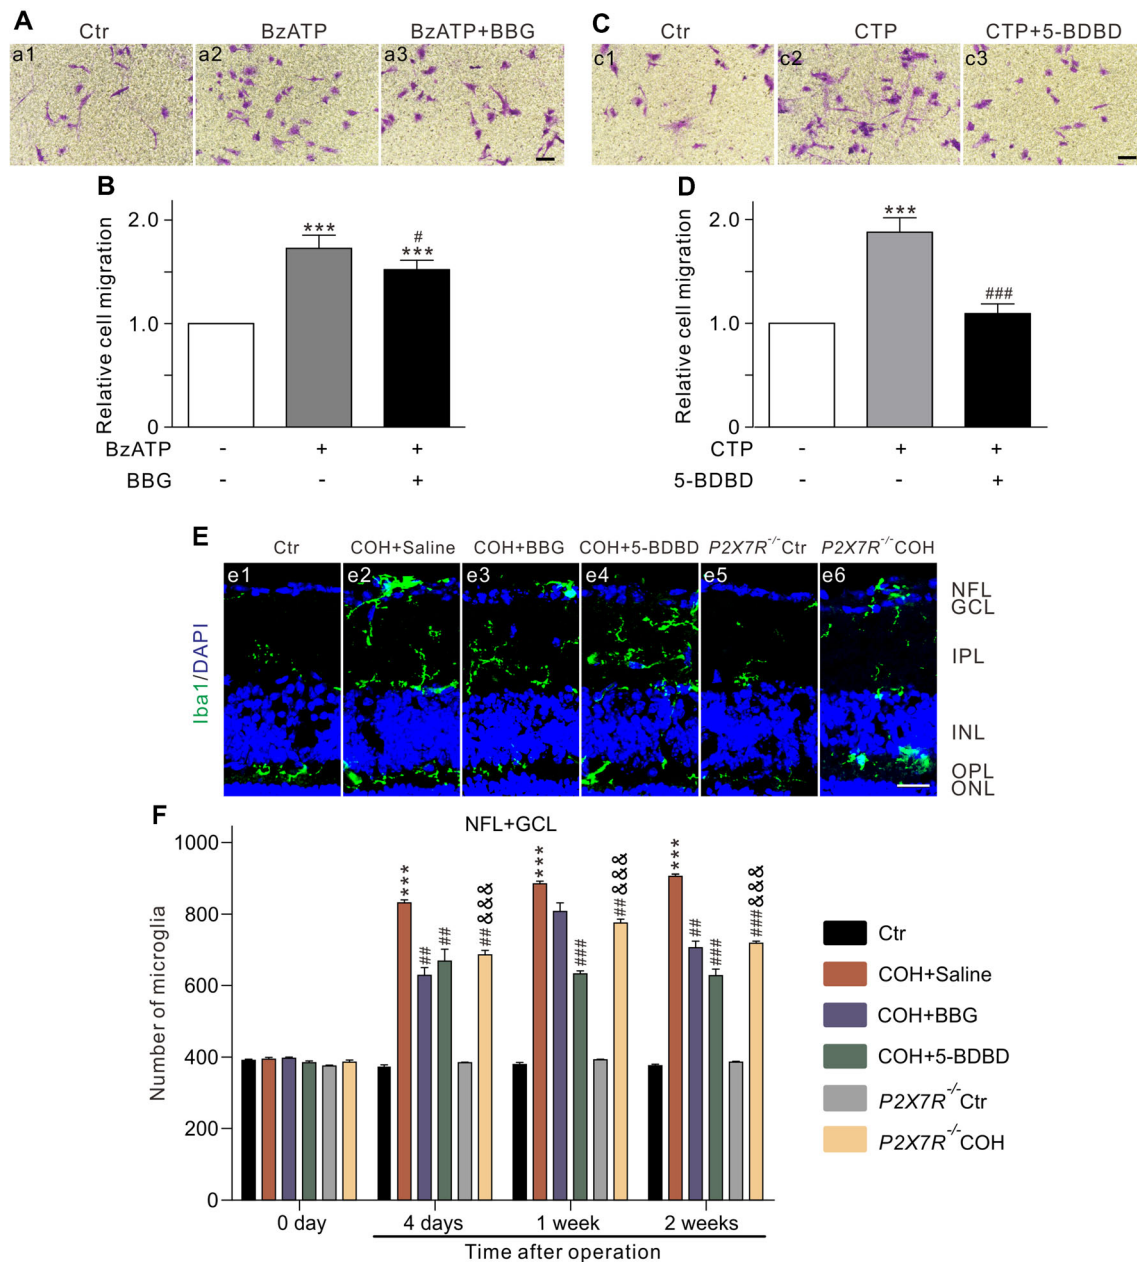 A
Ctr BzATP BzATP+BBG
a1 a2 a3
C
Ctr CTP CTP+5-BDBD
c1 c2 c3
B
Relative cell migration
2.0
1.0
0
***
#
***
BzATP - + +
BBG - - +
D
Relative cell migration
2.0
1.0
0
***
###
CTP - + +
5-BDBD - - +
E
Ctr COH+Saline COH+BBG COH+5-BDBD P2X7R-/-Ctr P2X7R-/-COH
e1 e2 e3 e4 e5 e6
Iba1/DAPI
NFL
GCL
IPL
INL
OPL
ONL
F
NFL+GCL
Number of microglia
1000
800
600
400
200
0
*** ## ## ##&&&
*** ### ##&&&
*** ## ### ###&&&
0 day 4 days 1 week 2 weeks
Time after operation
Ctr
COH+Saline
COH+BBG
COH+5-BDBD
P2X7R-/-Ctr
P2X7R-/-COH